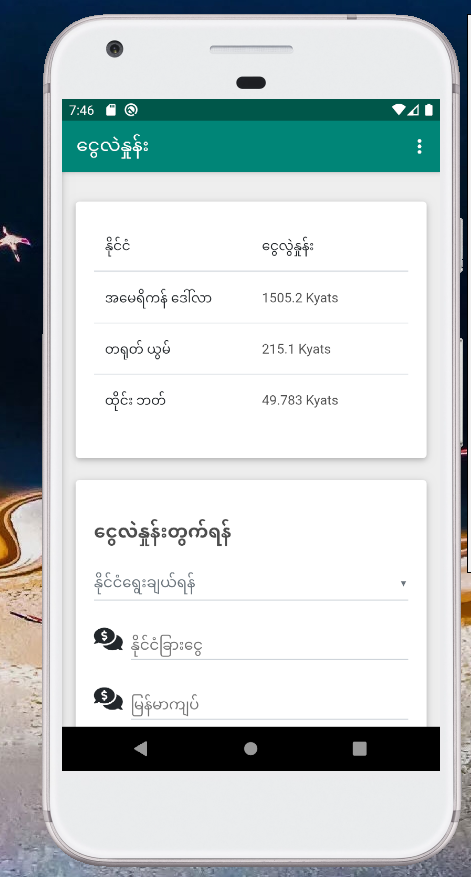 7:46
ငွေလဲနှုန်း
နိုင်ငံ ငွေလွဲနှုန်း
အမေရိကန် ဒေါ်လာ 1505.2 Kyats
တရုတ် ယွမ် 215.1 Kyats
ထိုင်း ဘတ် 49.783 Kyats
ငွေလဲနှုန်းတွက်ရန်
နိုင်ငံရွေးချယ်ရန်
နိုင်ငံခြားငွေ
မြန်မာကျပ်